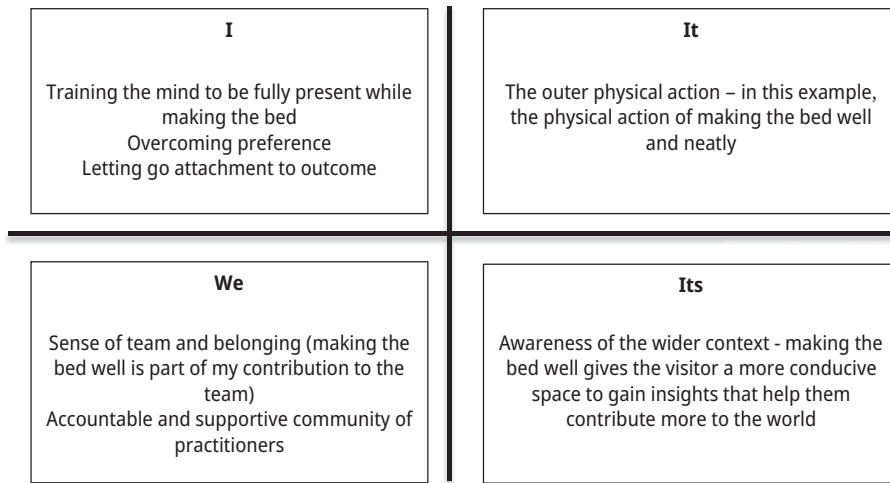 I
Training the mind to be fully present while
making the bed
Overcoming preference
Letting go attachment to outcome
It
The outer physical action – in this example,
the physical action of making the bed well
and neatly
We
Sense of team and belonging (making the
bed well is part of my contribution to the
team)
Accountable and supportive community of
practitioners
Its
Awareness of the wider context - making the
bed well gives the visitor a more conducive
space to gain insights that help them
contribute more to the world